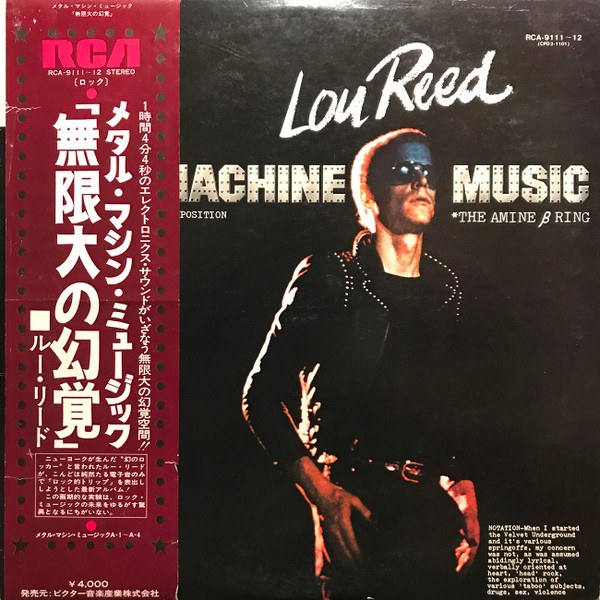 メタル・マシン・ミュージック
「無限大の幻覚」
RCA
RCA-9111~12 STEREO
〔ロック〕
メタル・マシン・ミュージック
「無限大の幻覚」
■ルー・リード
1時間4分4秒のエレクトロニクス・サウンドがいざなう無限大の幻覚空間!!
ニューヨークが生んだ“幻のロ
ッカー”と言われたルー・リード
が、こんどは純然たる電子音のみ
で「ロック的トリップ」を表出し
しようとした最新アルバム!
この画期的な実験は、ロック・
ミュージックの未来をゆるがす驚
異となるにちがいない。
メタル・マシン・ミュージックA-1~A-4
¥4,000
発売元:ビクター音楽産業株式会社
RCA-9111~12
(CPD2-1101)
Lou Reed
MACHINE MUSIC
POSITION
*THE AMINE β RING
NOTATION-When I started
the Velvet Underground
and it's various
springoffs, my concern
was not, as was assumed
abidingly lyrical,
verbally oriented at
heart, 'head' rock,
the exploration of
various 'taboo' subjects,
drugs, sex, violence